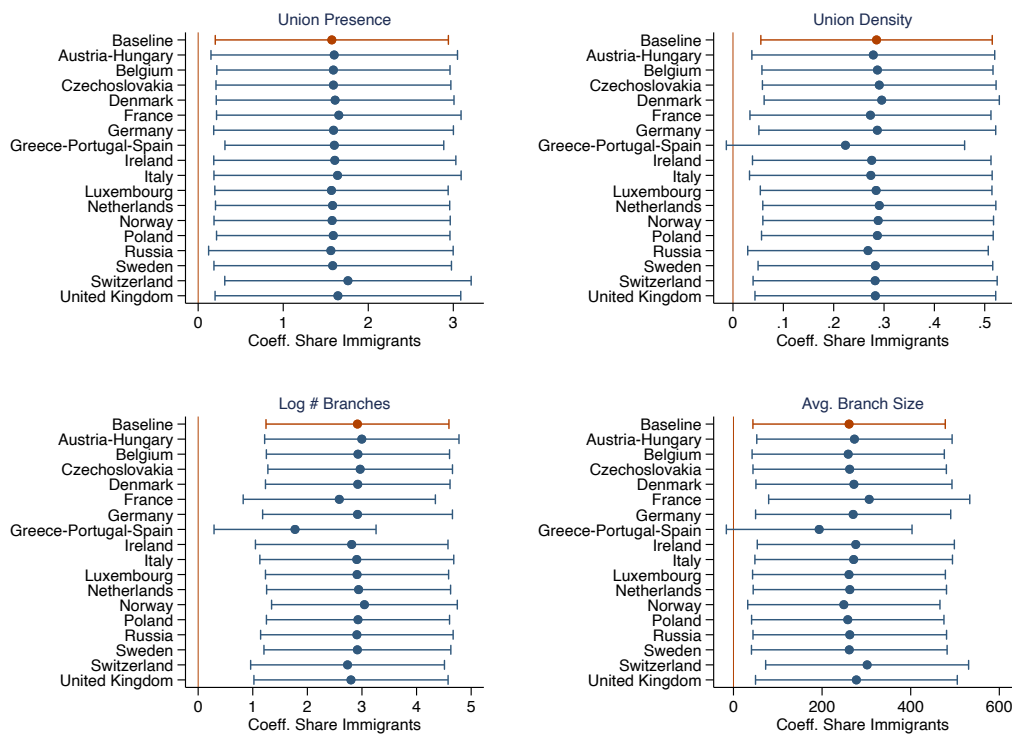 Union Presence
Baseline
Austria-Hungary
Belgium
Czechoslovakia
Denmark
France
Germany
Greece-Portugal-Spain
Ireland
Italy
Luxembourg
Netherlands
Norway
Poland
Russia
Sweden
Switzerland
United Kingdom
0 1 2 3
Coeff. Share Immigrants
Union Density
Baseline
Austria-Hungary
Belgium
Czechoslovakia
Denmark
France
Germany
Greece-Portugal-Spain
Ireland
Italy
Luxembourg
Netherlands
Norway
Poland
Russia
Sweden
Switzerland
United Kingdom
0 .1 .2 .3 .4 .5
Coeff. Share Immigrants
Log # Branches
Baseline
Austria-Hungary
Belgium
Czechoslovakia
Denmark
France
Germany
Greece-Portugal-Spain
Ireland
Italy
Luxembourg
Netherlands
Norway
Poland
Russia
Sweden
Switzerland
United Kingdom
0 1 2 3 4 5
Coeff. Share Immigrants
Avg. Branch Size
Baseline
Austria-Hungary
Belgium
Czechoslovakia
Denmark
France
Germany
Greece-Portugal-Spain
Ireland
Italy
Luxembourg
Netherlands
Norway
Poland
Russia
Sweden
Switzerland
United Kingdom
0 200 400 600
Coeff. Share Immigrants